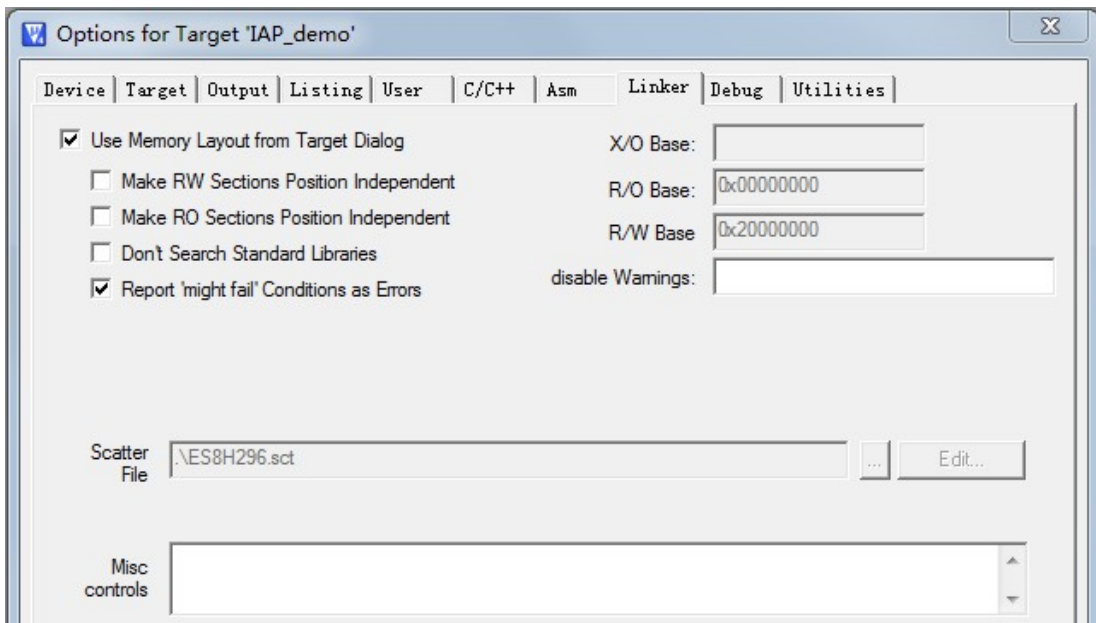 Options for Target 'IAP_demo'
Device Target Output Listing User C/C++ Asm Linker Debug Utilities
Use Memory Layout from Target Dialog
Make RW Sections Position Independent
Make RO Sections Position Independent
Don't Search Standard Libraries
Report 'might fail' Conditions as Errors
X/O Base:
R/O Base: 0x00000000
R/W Base 0x20000000
disable Warnings:
Scatter
File
.\ES8H296.sct
...
Edit...
Misc
controls